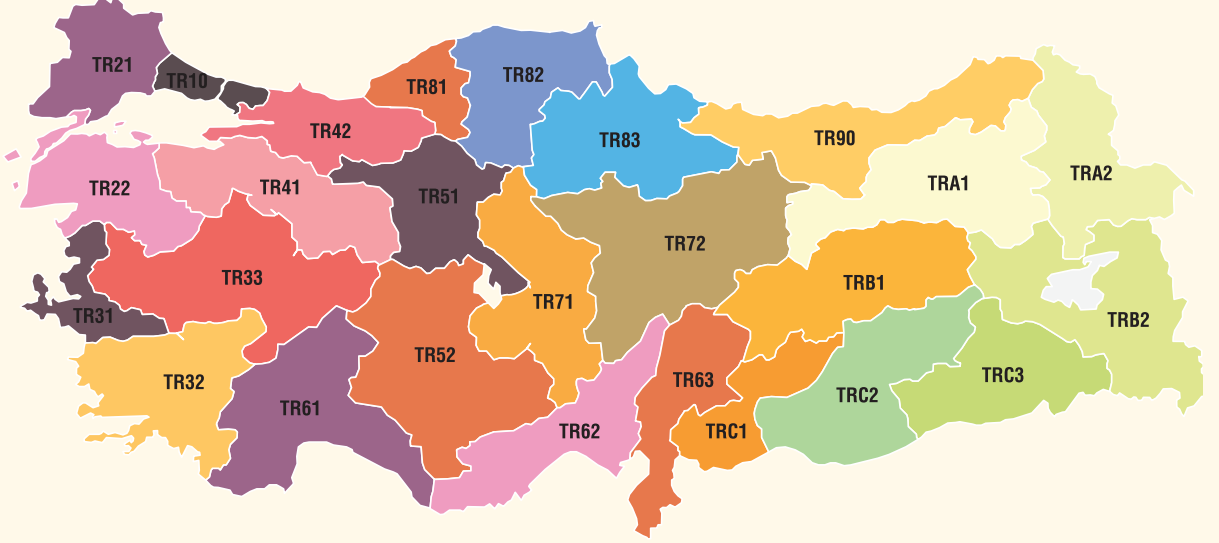 TR21
TR10
TR81
TR82
TR42
TR83
TR90
TR22
TR41
TR51
TRA1
TRA2
TR72
TR33
TR71
TRB1
TR31
TRB2
TR52
TR32
TR63
TRC3
TR61
TRC2
TR62
TRC1